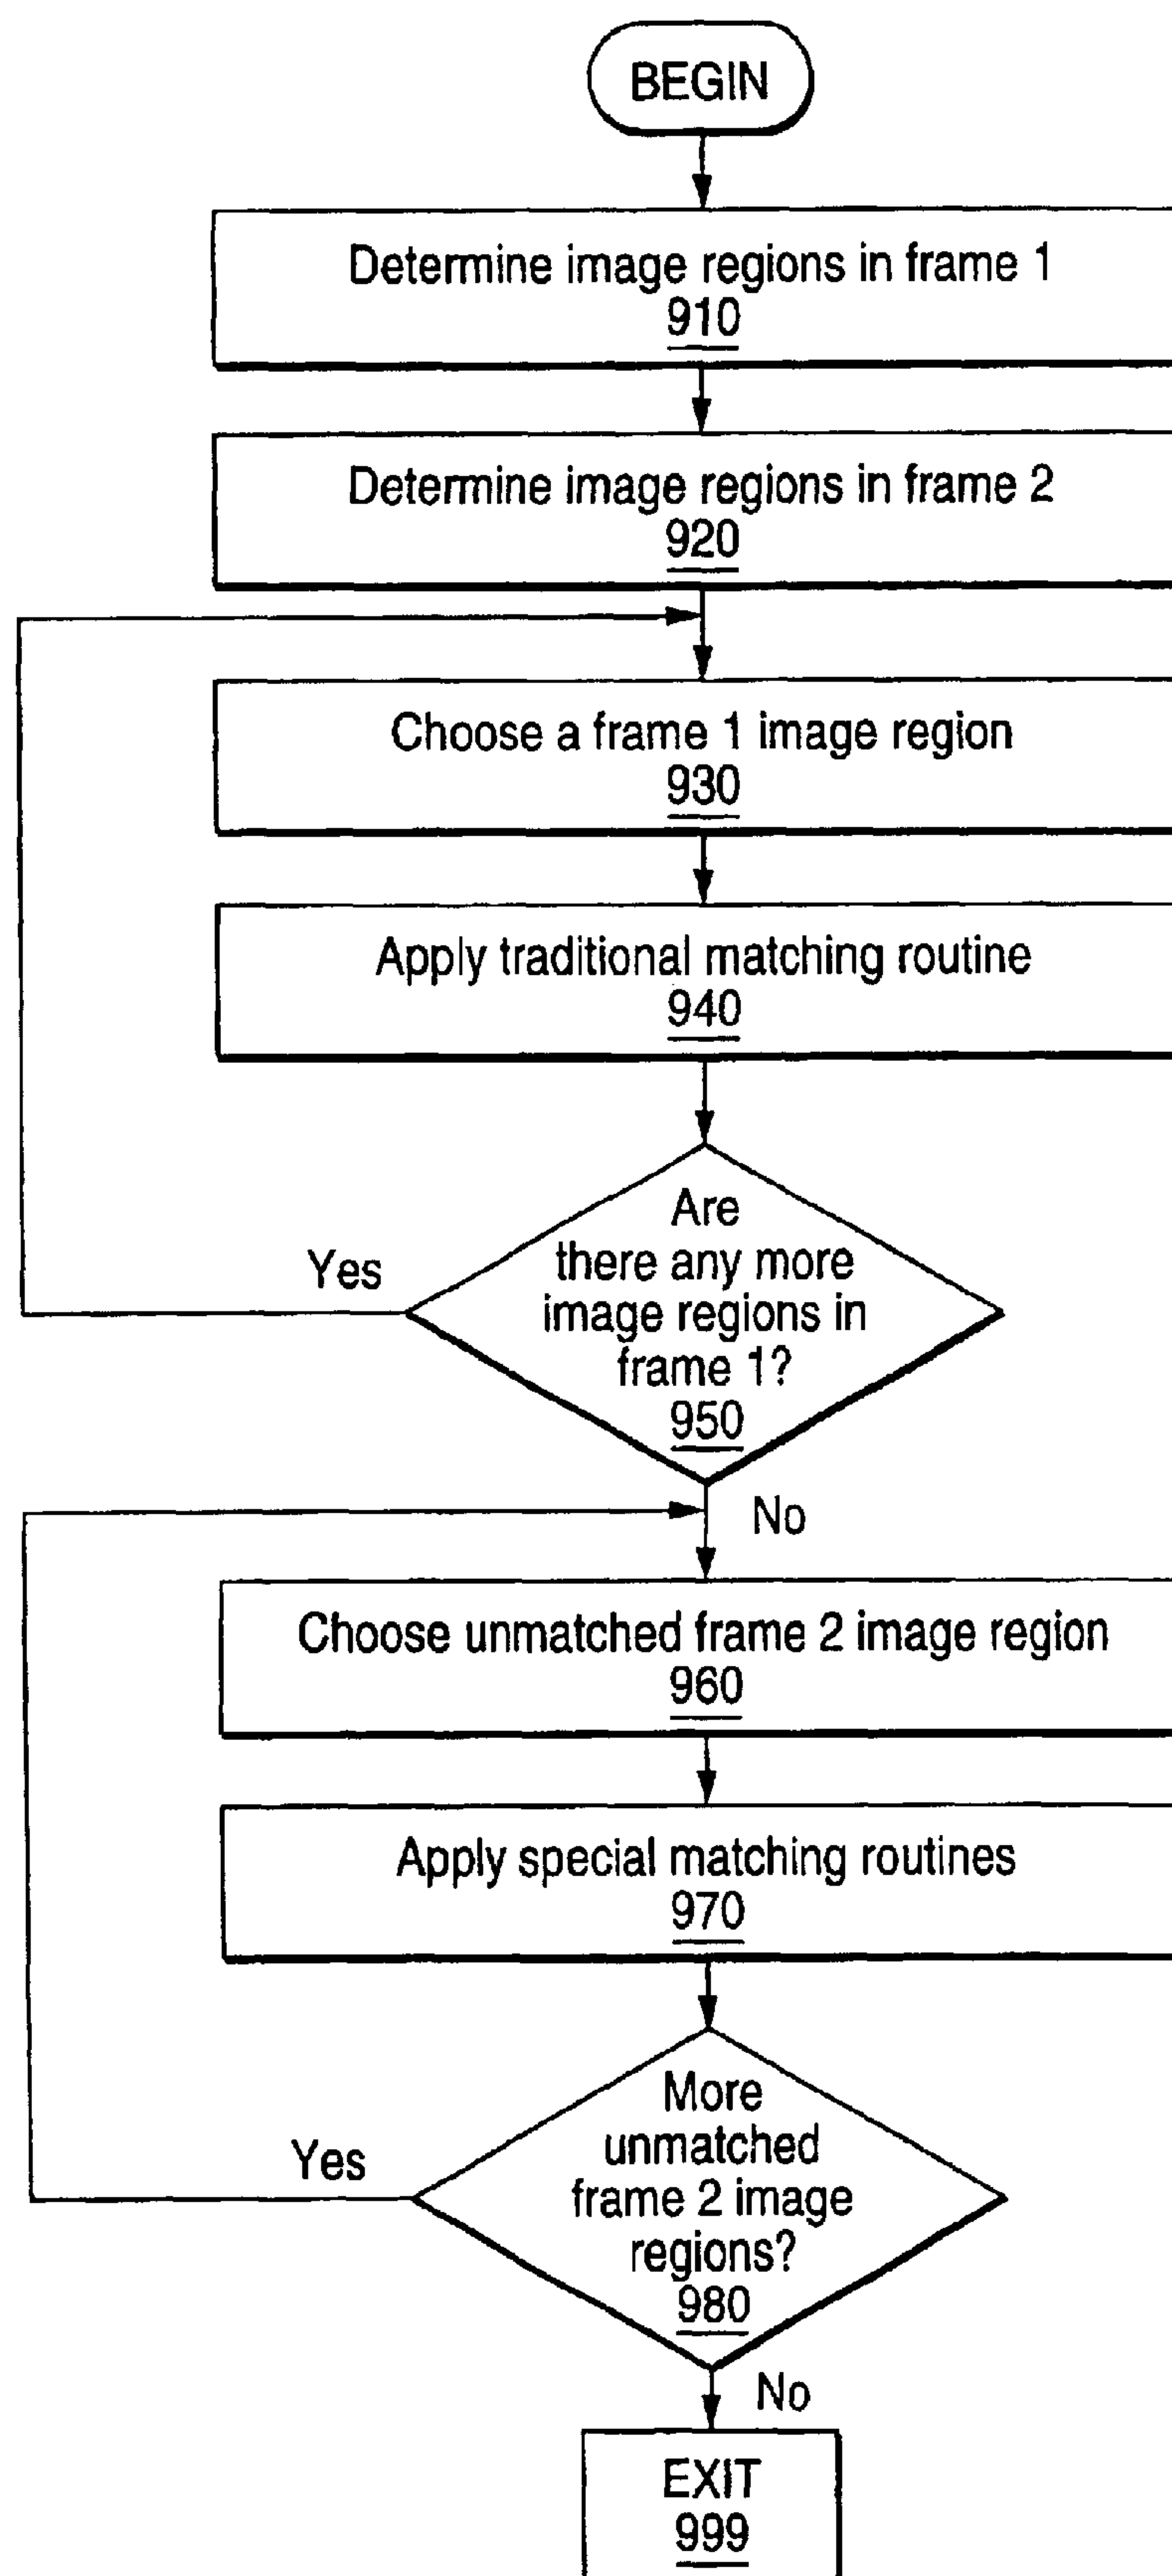 BEGIN
Determine image regions in frame 1
910
Determine image regions in frame 2
920
Choose a frame 1 image region
930
Apply traditional matching routine
940
Are
there any more
image regions in
frame 1?
950
Yes
No
Choose unmatched frame 2 image region
960
Apply special matching routines
970
More
unmatched
frame 2 image
regions?
980
Yes
No
EXIT
999